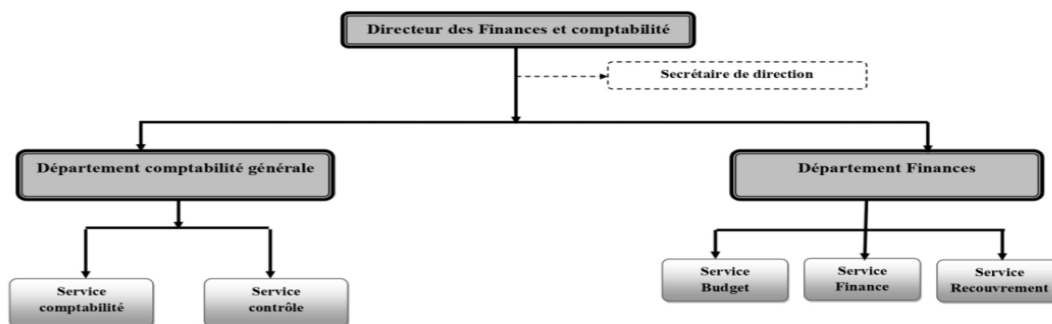 Directeur des Finances et comptabilité
Secrétaire de direction
Département comptabilité générale
Département Finances
Service
comptabilité
Service
contrôle
Service
Budget
Service
Finance
Service
Recouvrement